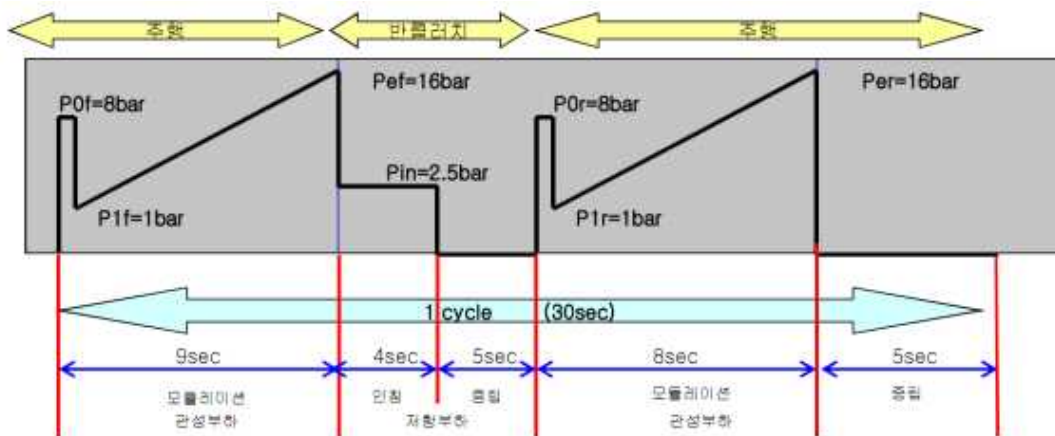 주행
반클러치
주행
P0f=8bar
Pef=16bar
P0r=8bar
Per=16bar
Pin=2.5bar
P1f=1bar
P1r=1bar
1 cycle (30sec)
9sec
4sec
5sec
8sec
5sec
모듈레이션
관성부하
인칭
중립
저항부하
모듈레이션
관성부하
중립